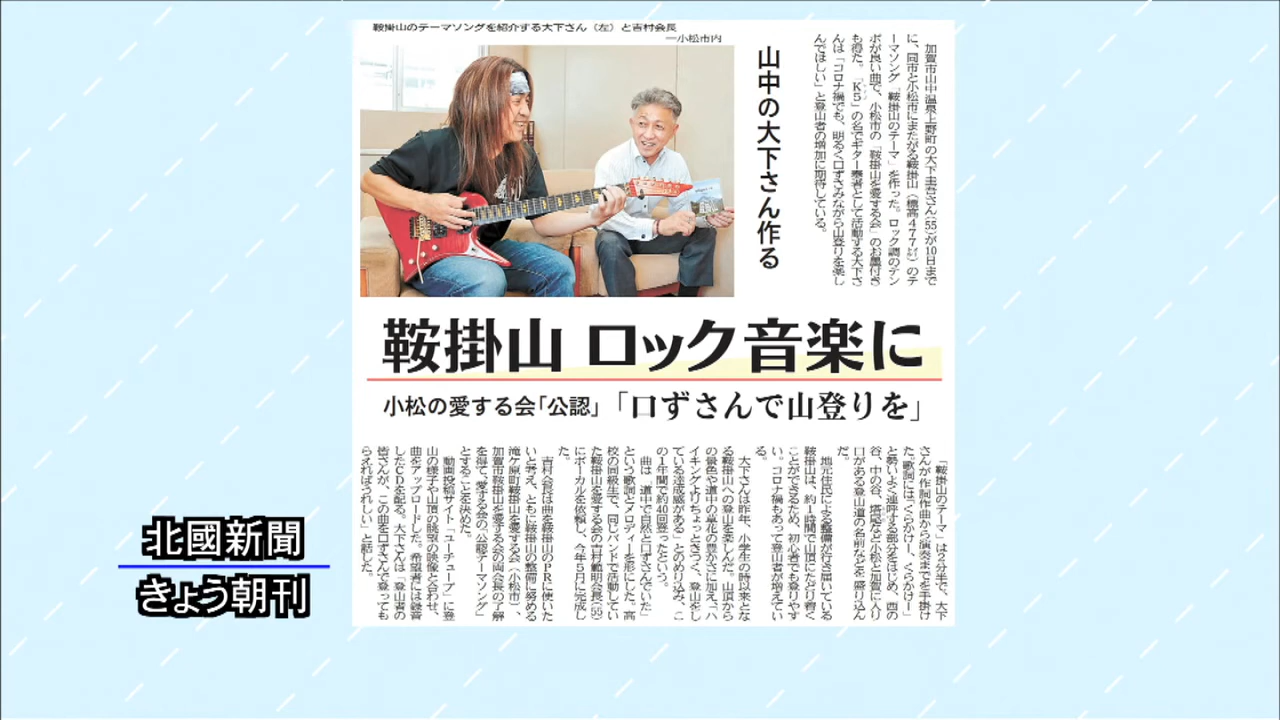 鞍掛山のテーマソングを紹介する大下さん（左）と吉村会長
＝小松市内
山中の大下さん作る
加賀市山中温泉上野町の大下圭吾さん(55)が10日まで
に、同市と小松市にまたがる鞍掛山（標高477㍍）のテ
ーマソング「鞍掛山のテーマ」を作った。ロック調のテン
ポが良い曲で、小松市の「鞍掛山を愛する会」のお墨付き
も得た。「K5」の名でギター奏者として活動する大下さ
んは「コロナ禍でも、明るく口ずさみながら山登りを楽し
んでほしい」と登山者の増加に期待している。
鞍掛山 ロック音楽に
小松の愛する会「公認」「口ずさんで山登りを」
「鞍掛山のテーマ」は2分半で、大下
さんが作詞作曲から演奏までを手掛け
た。歌詞には「くらがけー、くらがけー」
と勢いよく連呼する部分をはじめ、西の
谷、中の谷、塔尾など小松と加賀に入り
口がある登山道の名前などを盛り込ん
だ。
地元住民による整備が行き届いている
鞍掛山は、約1時間で山頂にたどり着く
ことができるため、初心者でも登りやす
い。コロナ禍もあって登山者が増えてい
る。
大下さんは昨年、小学生の時以来とな
る鞍掛山への登山を楽しんだ。山頂から
の景色や道中の草花の豊かさに加え「ハ
イキングよりちょっときつく、登山をし
ている達成感がある」とのめり込み、こ
の1年間で約40回登ったという。
曲は、道中で自然と口ずさんでいた
という歌詞とメロディーを形にした。高
校の同級生で、同じバンドで活動してい
た鞍掛山を愛する会の吉村範明会長(55)
にボーカルを依頼し、今年5月に完成し
た。
吉村会長は曲を鞍掛山のPRに使いた
いと考え、ともに鞍掛山の整備に努める
滝ケ原町鞍掛山を愛する会（小松市）、
加賀市鞍掛山を愛する会の両会長の了解
を得て、「愛する会の『公認テーマソング』
とすることを決めた。
動画投稿サイト「ユーチューブ」に登
山の様子や山頂の眺望の映像と合わせ、
曲をアップロードした。希望者には録音
したCDを配る。大下さんは「登山者の
皆さんが、この曲を口ずさんで登っても
らえればうれしい」と話した。
北國新聞
きょう朝刊